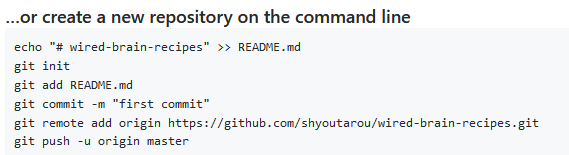 …or create a new repository on the command line
echo "# wired-brain-recipes" >> README.md
git init
git add README.md
git commit -m "first commit"
git remote add origin https://github.com/shyoutarou/wired-brain-recipes.git
git push -u origin master